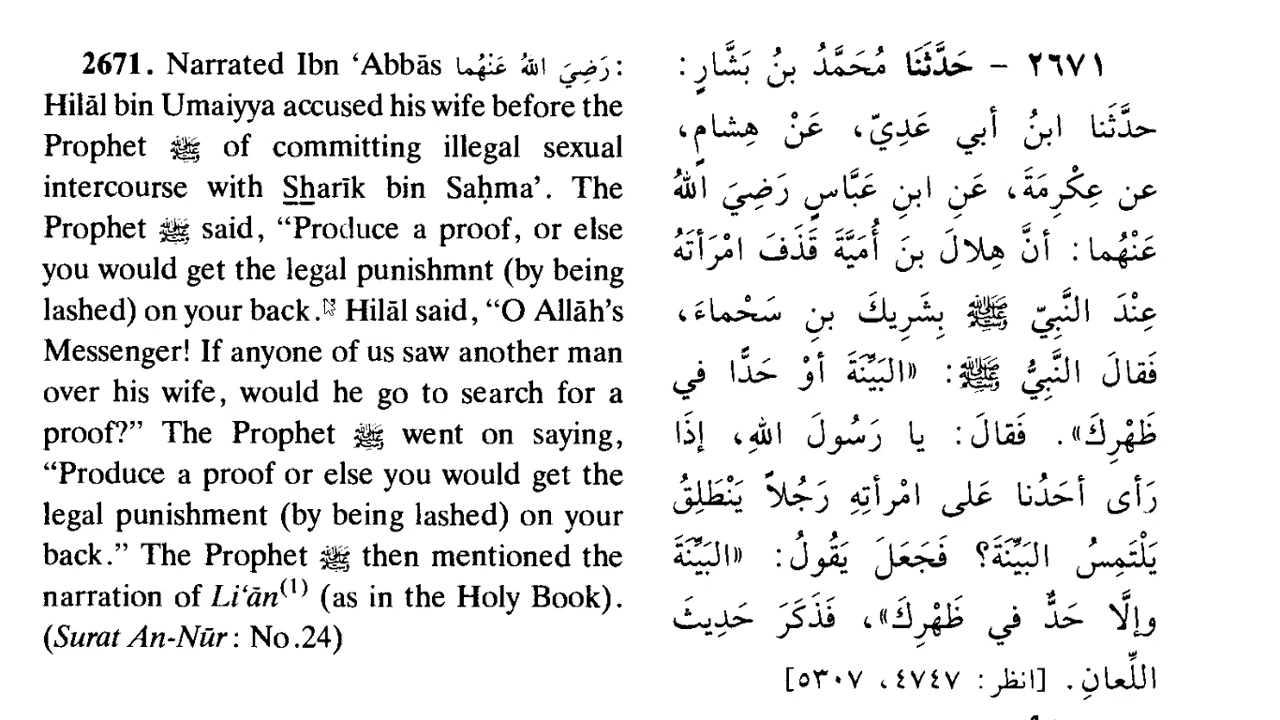 2671. Narrated Ibn ‘Abbās رَضِيَ اللهُ عَنْهُما:
Hilāl bin Umaiyya accused his wife before the
Prophet ﷺ of committing illegal sexual
intercourse with Sharīk bin Saḥma’. The
Prophet ﷺ said, “Produce a proof, or else
you would get the legal punishmnt (by being
lashed) on your back.” Hilāl said, “O Allāh’s
Messenger! If anyone of us saw another man
over his wife, would he go to search for a
proof?” The Prophet ﷺ went on saying,
“Produce a proof or else you would get the
legal punishment (by being lashed) on your
back.” The Prophet ﷺ then mentioned the
narration of Li‘ān(1) (as in the Holy Book).
(Surat An-Nūr: No.24)
٢٦٧١ – حَدَّثَنَا مُحَمَّدُ بنُ بَشَّارٍ:
حدَّثَنا ابنُ أبي عَدِيّ، عَنْ هِشامٍ،
عن عِكْرِمَةَ، عَنِ ابنِ عَبَّاسٍ رَضِيَ اللهُ
عَنْهُما: أنَّ هِلالَ بنَ أُمَيَّةَ قَذَفَ امْرَأتَهُ
عِنْدَ النَّبِيّ ﷺ بِشَرِيكَ بنِ سَحْماءَ،
فَقالَ النَّبِيُّ ﷺ: «البَيِّنَةَ أوْ حَدًّا في
ظَهْرِكَ». فَقالَ: يا رَسُولَ اللهِ، إذَا
رَأى أحَدُنا عَلى امْرأتِهِ رَجُلاً يَنْطَلِقُ
يَلْتَمِسُ البَيِّنَةَ؟ فَجَعَلَ يَقُولُ: «البَيِّنَةَ
وإلَّا حَدٌّ في ظَهْرِكَ»، فَذَكَرَ حَدِيثَ
اللِّعانِ. [انظر: ٤٧٤٧، ٥٣٠٧]